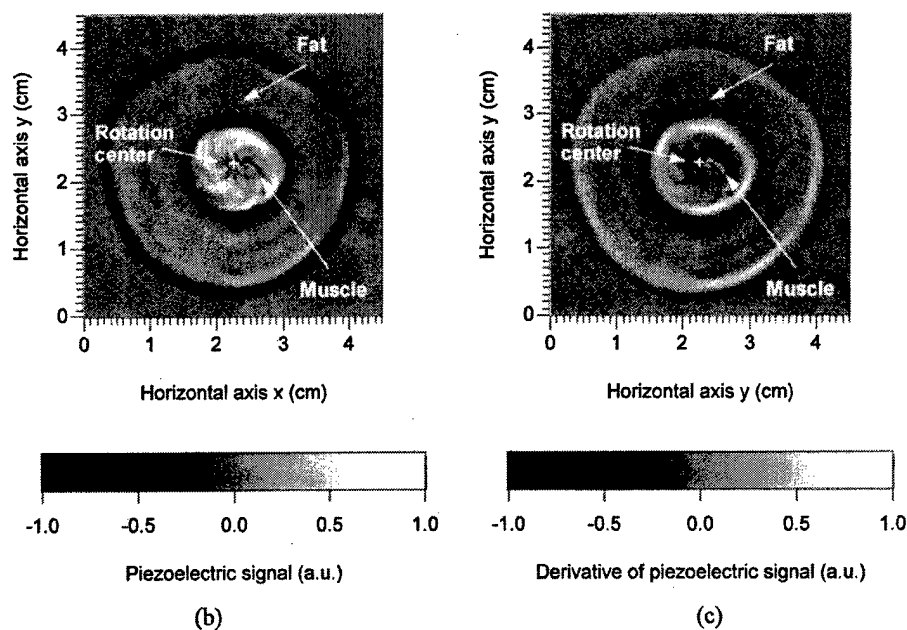 4
3
2
1
0
Horizontal axis y (cm)
Fat
Rotation
center
Muscle
0 1 2 3 4
Horizontal axis x (cm)
-1.0 -0.5 0.0 0.5 1.0
Piezoelectric signal (a.u.)
(b)
4
3
2
1
0
Horizontal axis y (cm)
Fat
Rotation
center
Muscle
0 1 2 3 4
Horizontal axis y (cm)
-1.0 -0.5 0.0 0.5 1.0
Derivative of piezoelectric signal (a.u.)
(c)